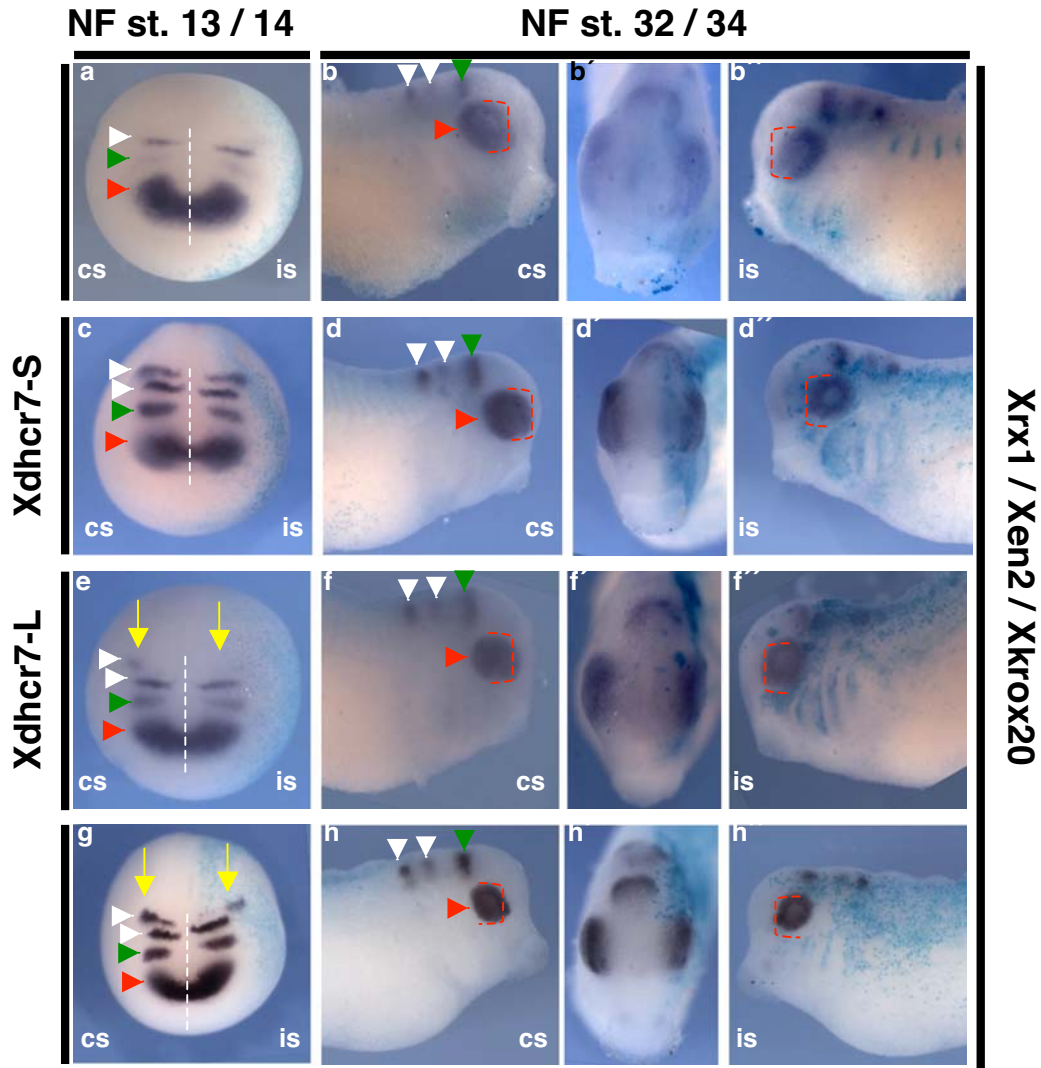 NF st. 13 / 14
NF st. 32 / 34
a
b
b´
b´´
cs
is
cs
is
Xdhcr7-S
c
d
d´
d´´
cs
is
cs
is
Xdhcr7-L
e
f
f´
f´´
cs
is
cs
is
g
h
h´
h´´
cs
is
cs
is
Xrx1 / Xen2 / Xkrox20